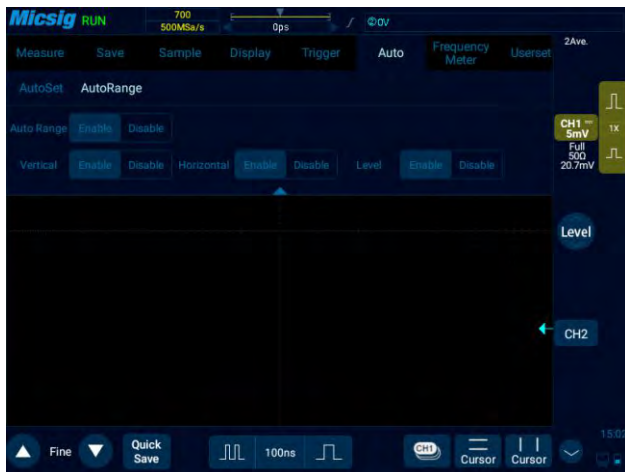 Micsig RUN 700 500MSa/s 0ps ②0V
2Ave.
Measure Save Sample Display Trigger Auto Frequency Meter Userset
AutoSet AutoRange
Auto Range Enable Disable
Vertical Enable Disable Horizontal Enable Disable Level Enable Disable
CH1
5mV
1X
Full
50Ω
20.7mV
Level
CH2
Fine
Quick
Save
100ns
CH1
Cursor
Cursor
15:02